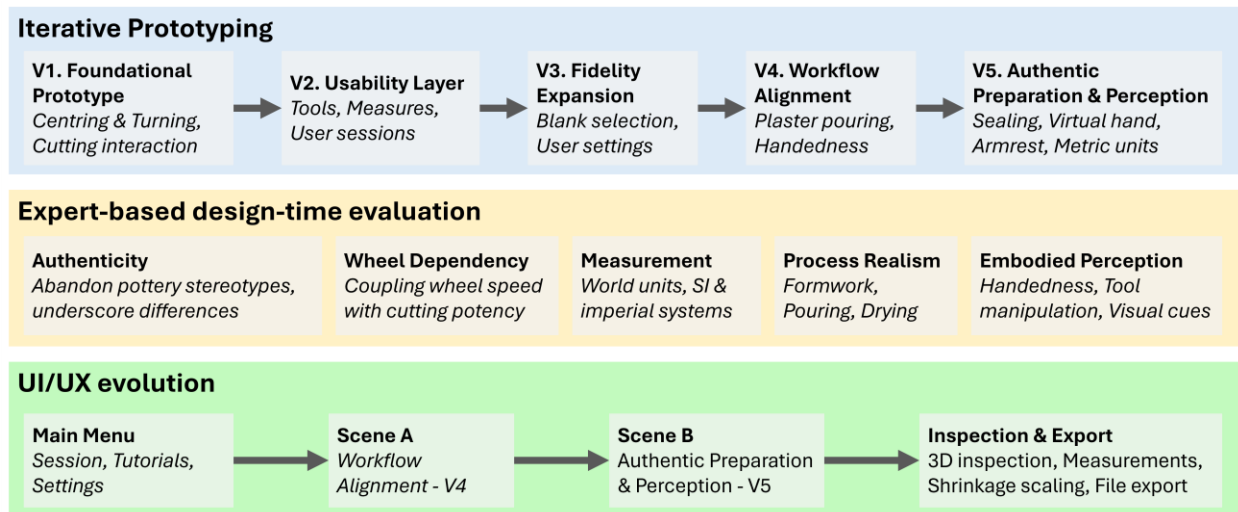 Iterative Prototyping
V1. Foundational
Prototype
Centring & Turning,
Cutting interaction
V2. Usability Layer
Tools, Measures,
User sessions
V3. Fidelity
Expansion
Blank selection,
User settings
V4. Workflow
Alignment
Plaster pouring,
Handedness
V5. Authentic
Preparation & Perception
Sealing, Virtual hand,
Armrest, Metric units
Expert-based design-time evaluation
Authenticity
Abandon pottery stereotypes,
underscore differences
Wheel Dependency
Coupling wheel speed
with cutting potency
Measurement
World units, SI &
imperial systems
Process Realism
Formwork,
Pouring, Drying
Embodied Perception
Handedness, Tool
manipulation, Visual cues
UI/UX evolution
Main Menu
Session, Tutorials,
Settings
Scene A
Workflow
Alignment - V4
Scene B
Authentic Preparation
& Perception - V5
Inspection & Export
3D inspection, Measurements,
Shrinkage scaling, File export